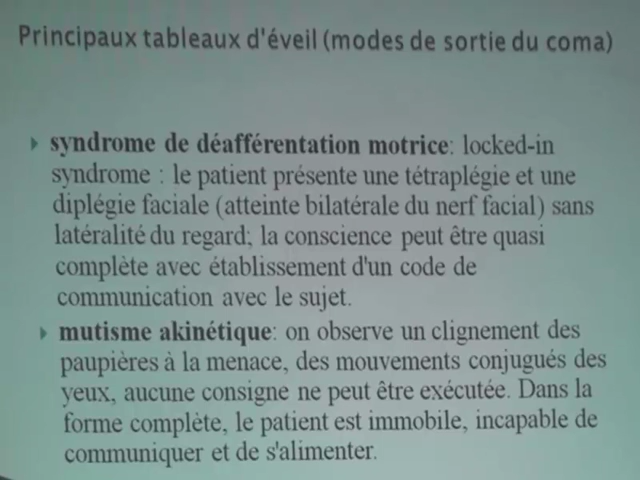 Principaux tableaux d'éveil (modes de sortie du coma)
syndrome de déafférentation motrice: locked-in
syndrome : le patient présente une tétraplégie et une
diplégie faciale (atteinte bilatérale du nerf facial) sans
latéralité du regard; la conscience peut être quasi
complète avec établissement d'un code de
communication avec le sujet.
mutisme akinétique: on observe un clignement des
paupières à la menace, des mouvements conjugués des
yeux, aucune consigne ne peut être exécutée. Dans la
forme complète, le patient est immobile, incapable de
communiquer et de s'alimenter.